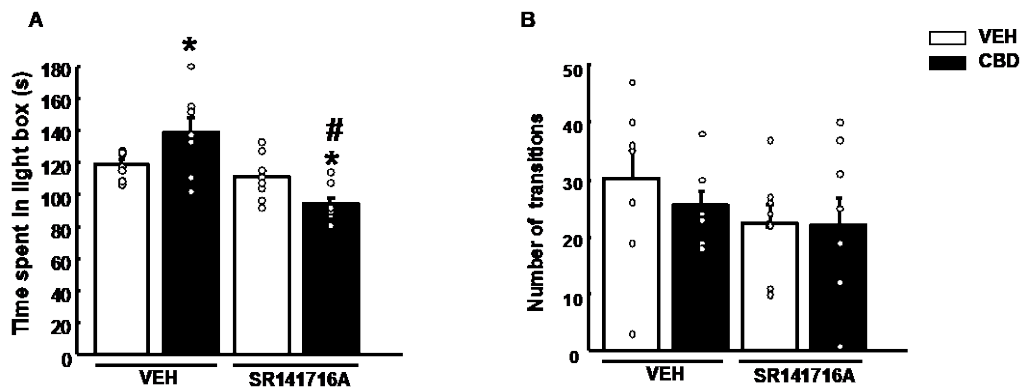 A
B
VEH
CBD
*
#
*
Time spent in light box (s)
180
160
140
120
100
80
60
40
20
0
VEH
SR141716A
Number of transitions
50
40
30
20
10
0
VEH
SR141716A